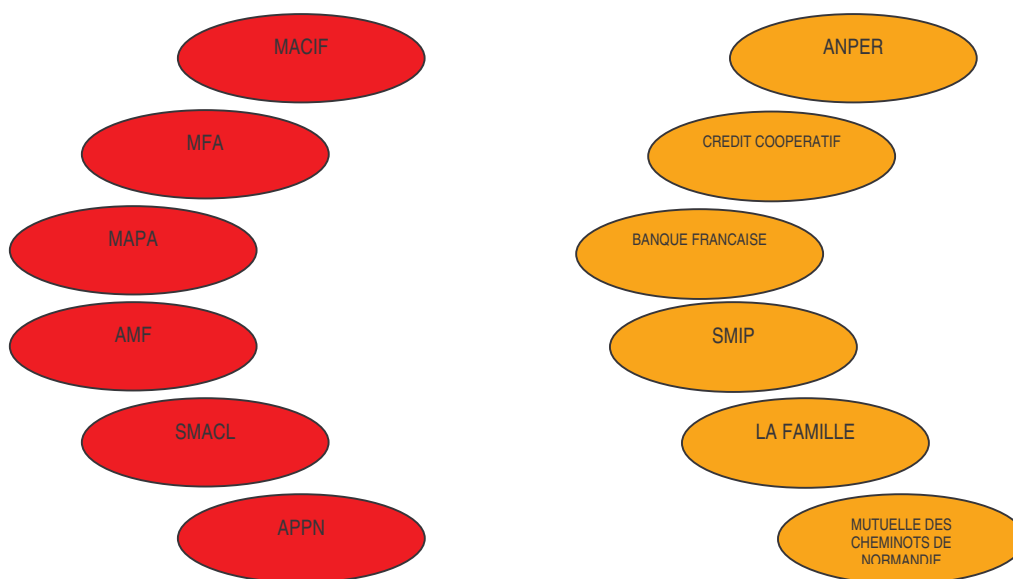 MACIF
MFA
MAPA
AMF
SMACL
APPN
ANPER
CREDIT COOPERATIF
BANQUE FRANCAISE
SMIP
LA FAMILLE
MUTUELLE DES
CHEMINOTS DE
NORMANDIE